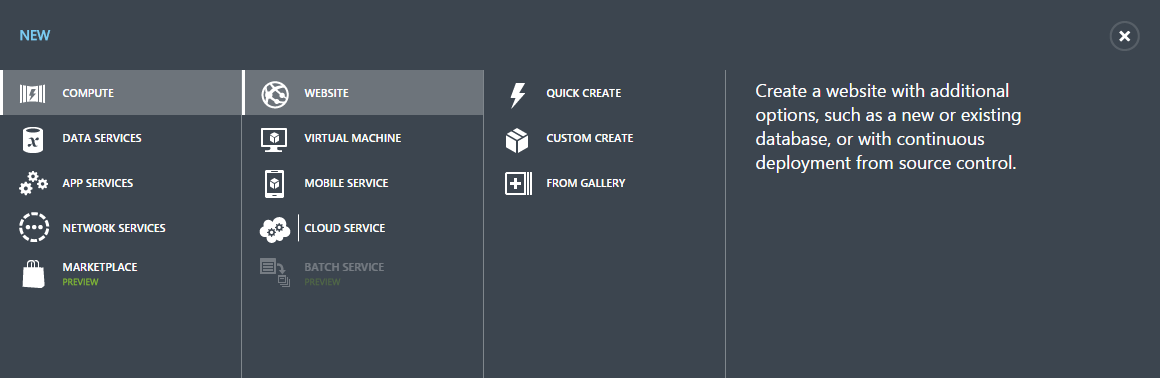 NEW
COMPUTE
DATA SERVICES
APP SERVICES
NETWORK SERVICES
MARKETPLACE
PREVIEW
WEBSITE
VIRTUAL MACHINE
MOBILE SERVICE
CLOUD SERVICE
BATCH SERVICE
PREVIEW
QUICK CREATE
CUSTOM CREATE
FROM GALLERY
Create a website with additional
options, such as a new or existing
database, or with continuous
deployment from source control.